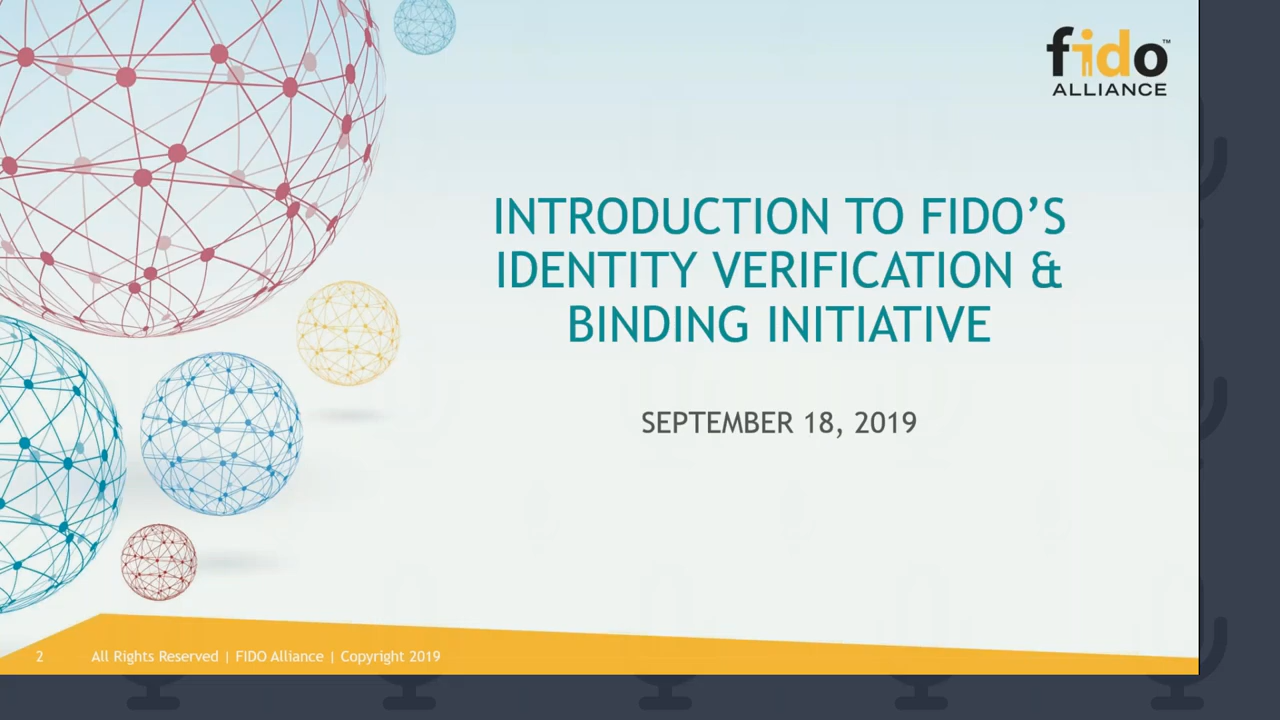 fido™
ALLIANCE
INTRODUCTION TO FIDO’S
IDENTITY VERIFICATION &
BINDING INITIATIVE
SEPTEMBER 18, 2019
2 All Rights Reserved | FIDO Alliance | Copyright 2019